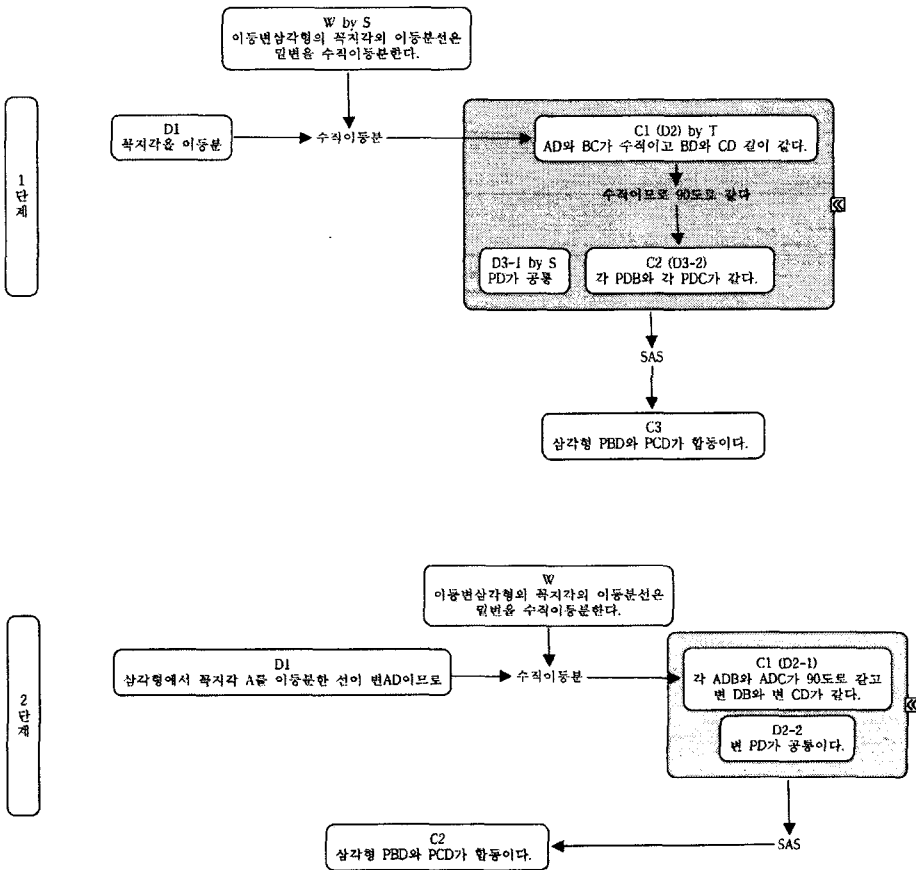 W by S
이등변삼각형의 꼭지각의 이등분선은
밑변을 수직이등분한다.
D1
꼭지각을 이등분
수직이등분
C1 (D2) by T
AD와 BC가 수직이고 BD와 CD 길이 같다.
수직이므로 90도로 같다
D3-1 by S
PD가 공통
C2 (D3-2)
각 PDB와 각 PDC가 같다.
1
단
계
SAS
C3
삼각형 PBD와 PCD가 합동이다.
W
이등변삼각형의 꼭지각의 이등분선은
밑변을 수직이등분한다.
D1
삼각형에서 꼭지각 A를 이등분한 선이 변AD이므로
수직이등분
C1 (D2-1)
각 ADB와 ADC가 90도로 같고
변 DB와 변 CD가 같다.
D2-2
변 PD가 공통이다.
2
단
계
SAS
C2
삼각형 PBD와 PCD가 합동이다.